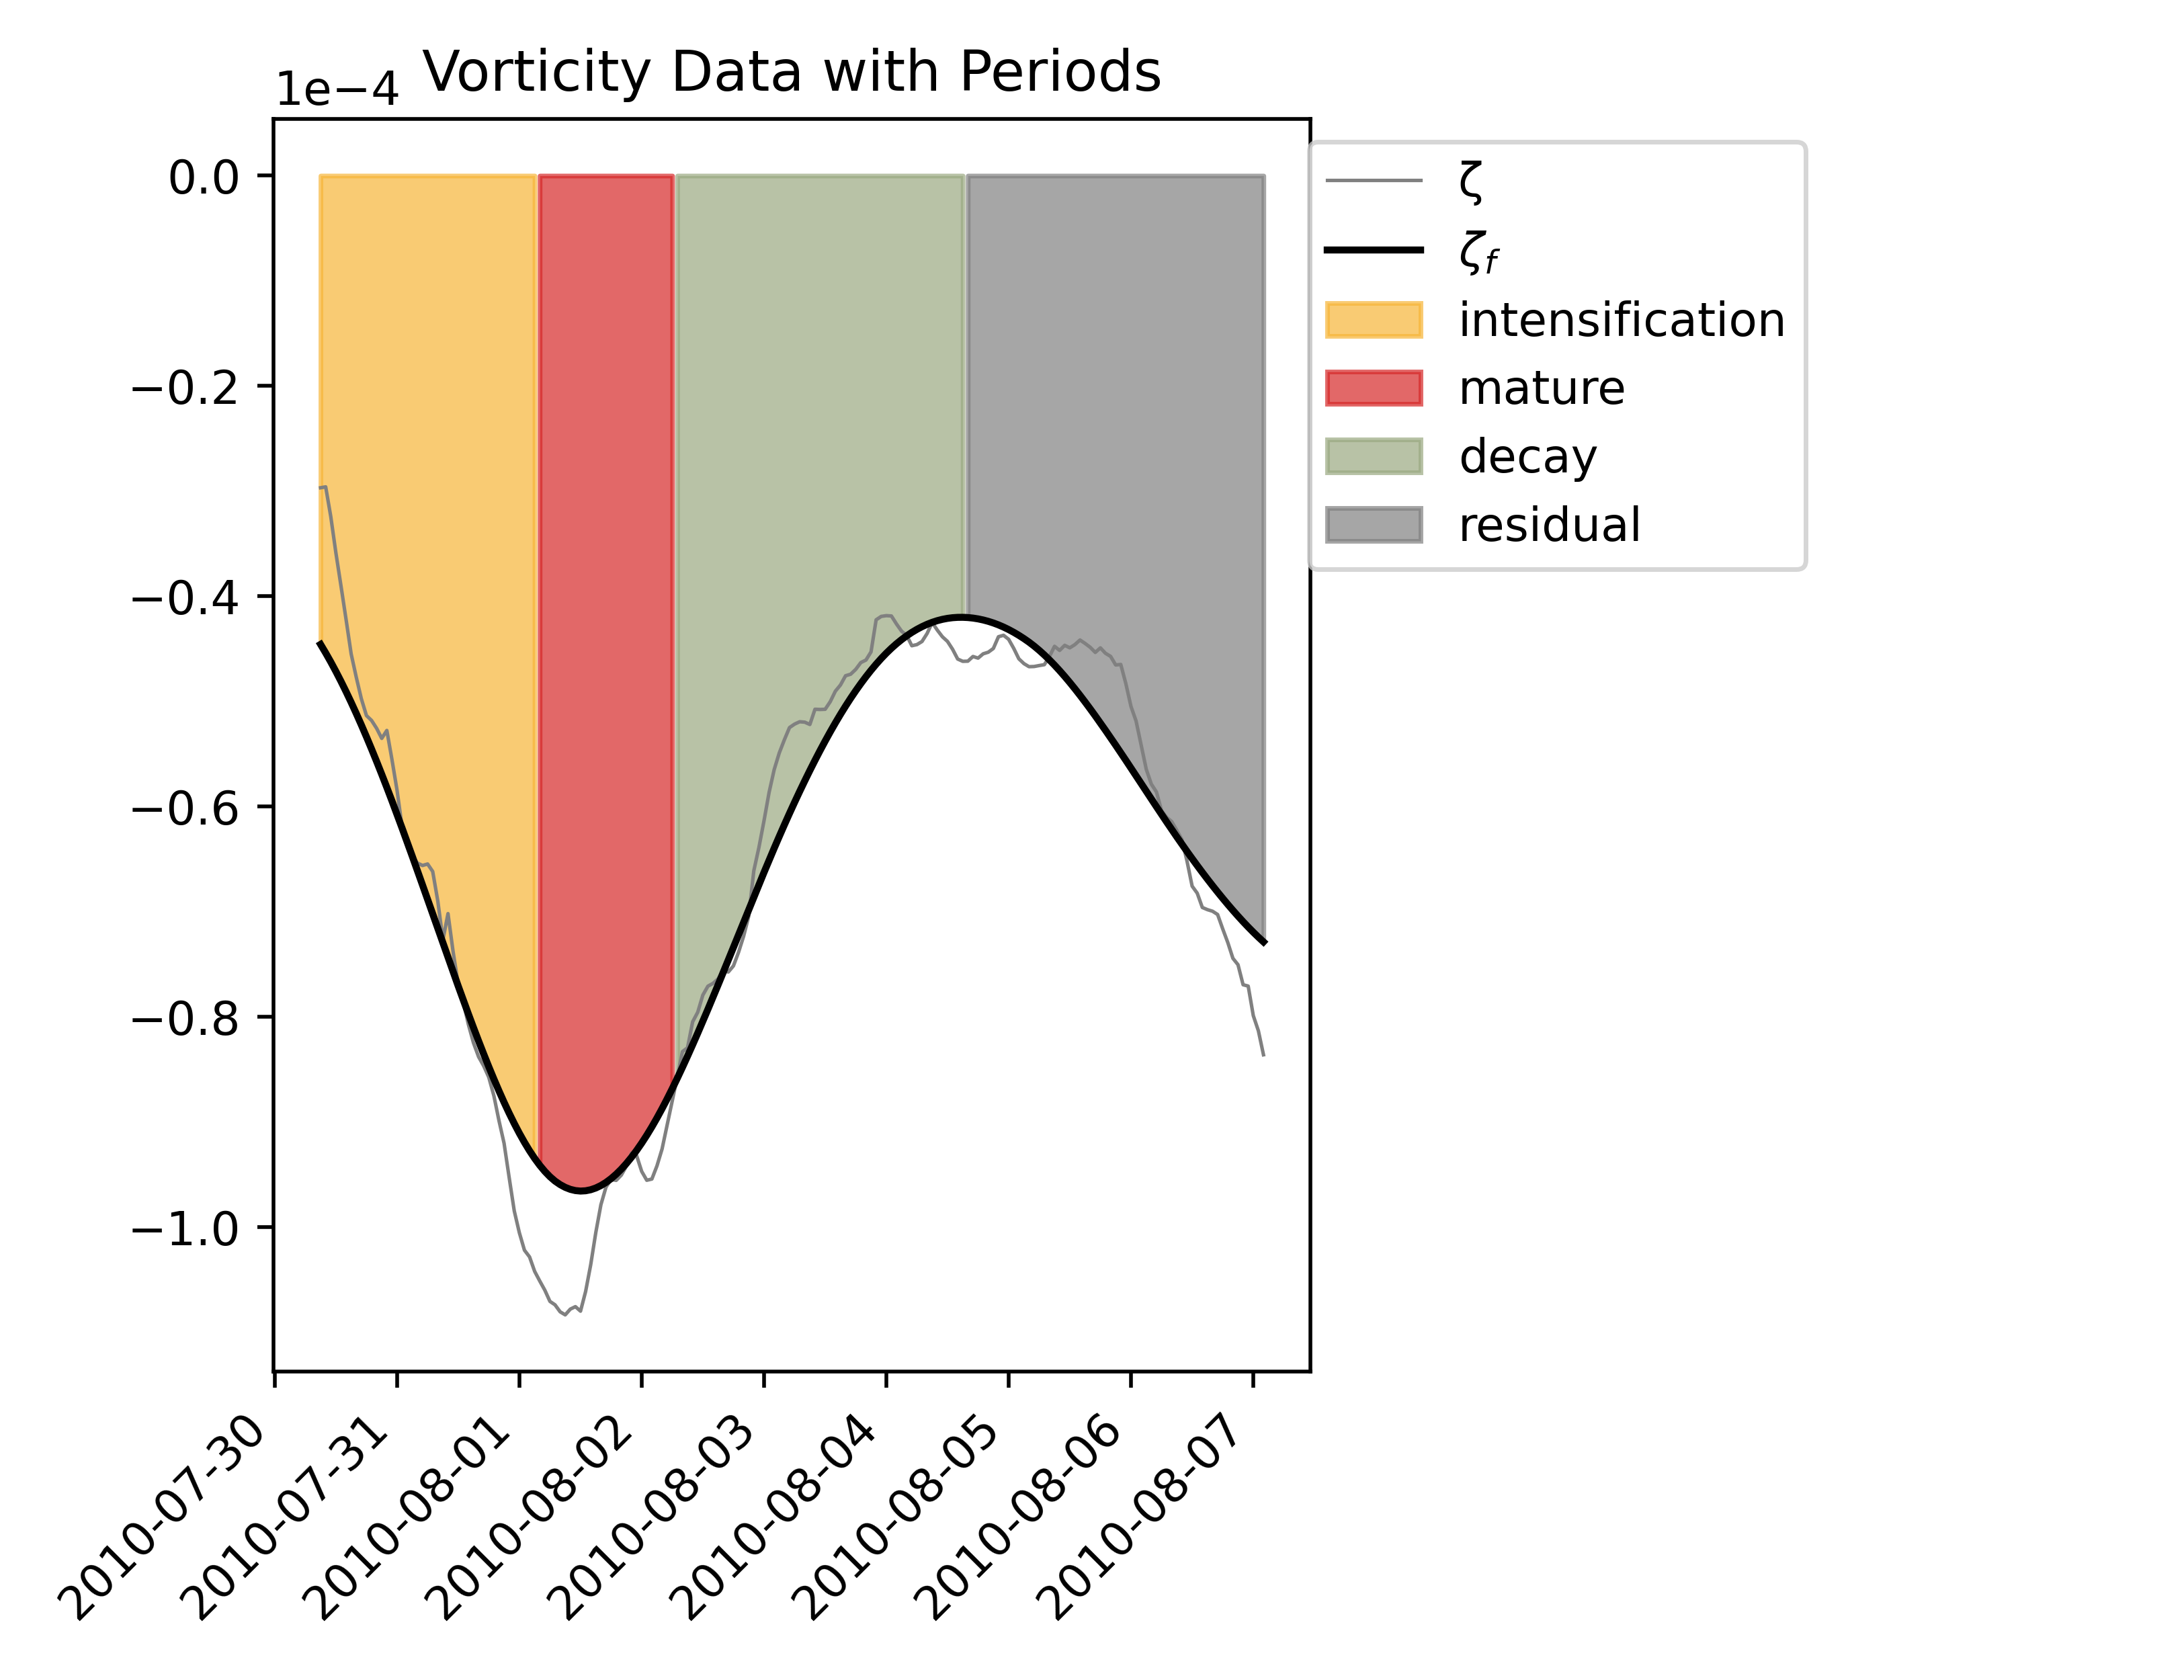 Vorticity Data with Periods
1e−4
0.0
−0.2
−0.4
−0.6
−0.8
−1.0
2010-07-30
2010-07-31
2010-08-01
2010-08-02
2010-08-03
2010-08-04
2010-08-05
2010-08-06
2010-08-07
ζ
ζf
intensification
mature
decay
residual